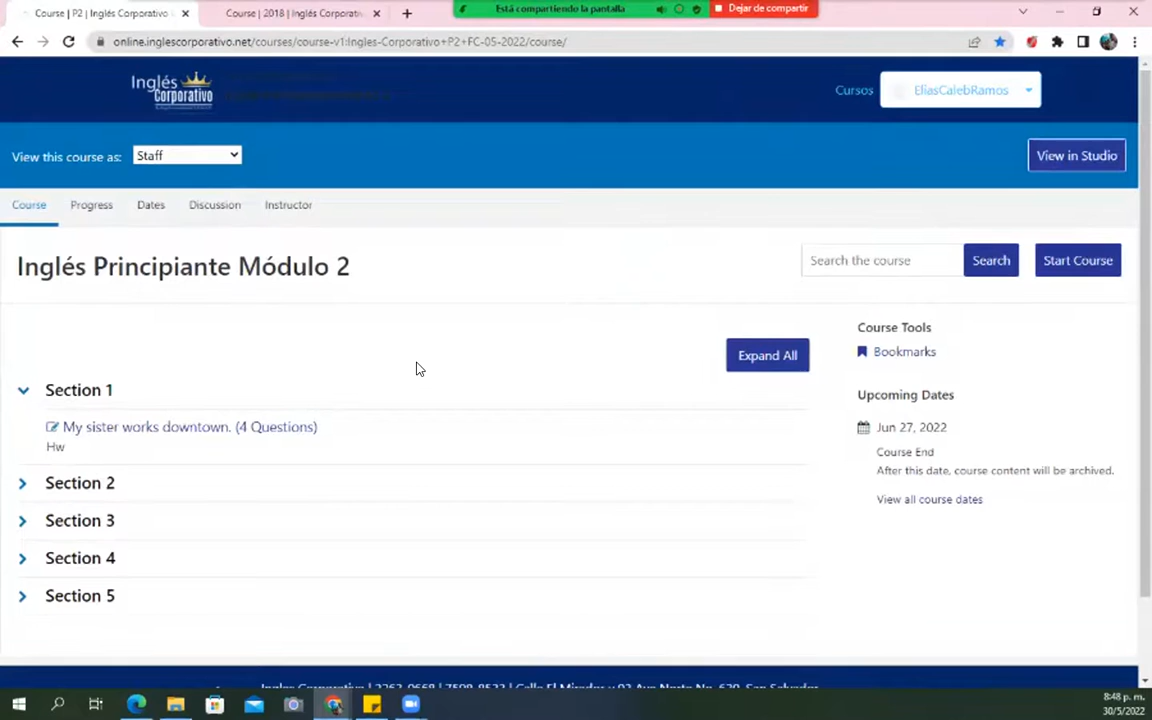 Course | P2 | Inglés Corporativo
Course | 2018 | Inglés Corporativo
Está compartiendo la pantalla
Dejar de compartir
online.inglescorporativo.net/courses/course-v1:Ingles-Corporativo+P2+FC-05-2022/course/
Inglés
Corporativo
Cursos
EliasCalebRamos
View this course as:
Staff
View in Studio
Course
Progress
Dates
Discussion
Instructor
Inglés Principiante Módulo 2
Search the course
Search
Start Course
Expand All
Course Tools
Bookmarks
Section 1
My sister works downtown. (4 Questions)
Hw
Upcoming Dates
Jun 27, 2022
Course End
After this date, course content will be archived.
View all course dates
Section 2
Section 3
Section 4
Section 5
8:48 p. m.
30/5/2022